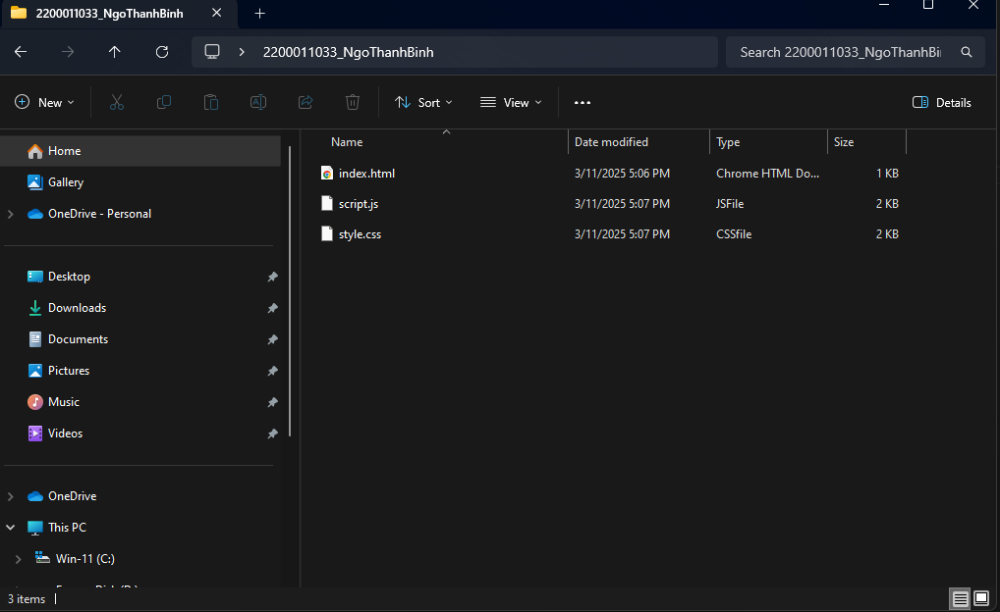 2200011033_NgoThanhBinh
2200011033_NgoThanhBinh
Search 2200011033_NgoThanhBi
New
Sort
View
Details
Home
Gallery
OneDrive - Personal
Desktop
Downloads
Documents
Pictures
Music
Videos
OneDrive
This PC
Win-11 (C:)
Name Date modified Type Size
index.html 3/11/2025 5:06 PM Chrome HTML Do... 1 KB
script.js 3/11/2025 5:07 PM JSFile 2 KB
style.css 3/11/2025 5:07 PM CSSfile 2 KB
3 items